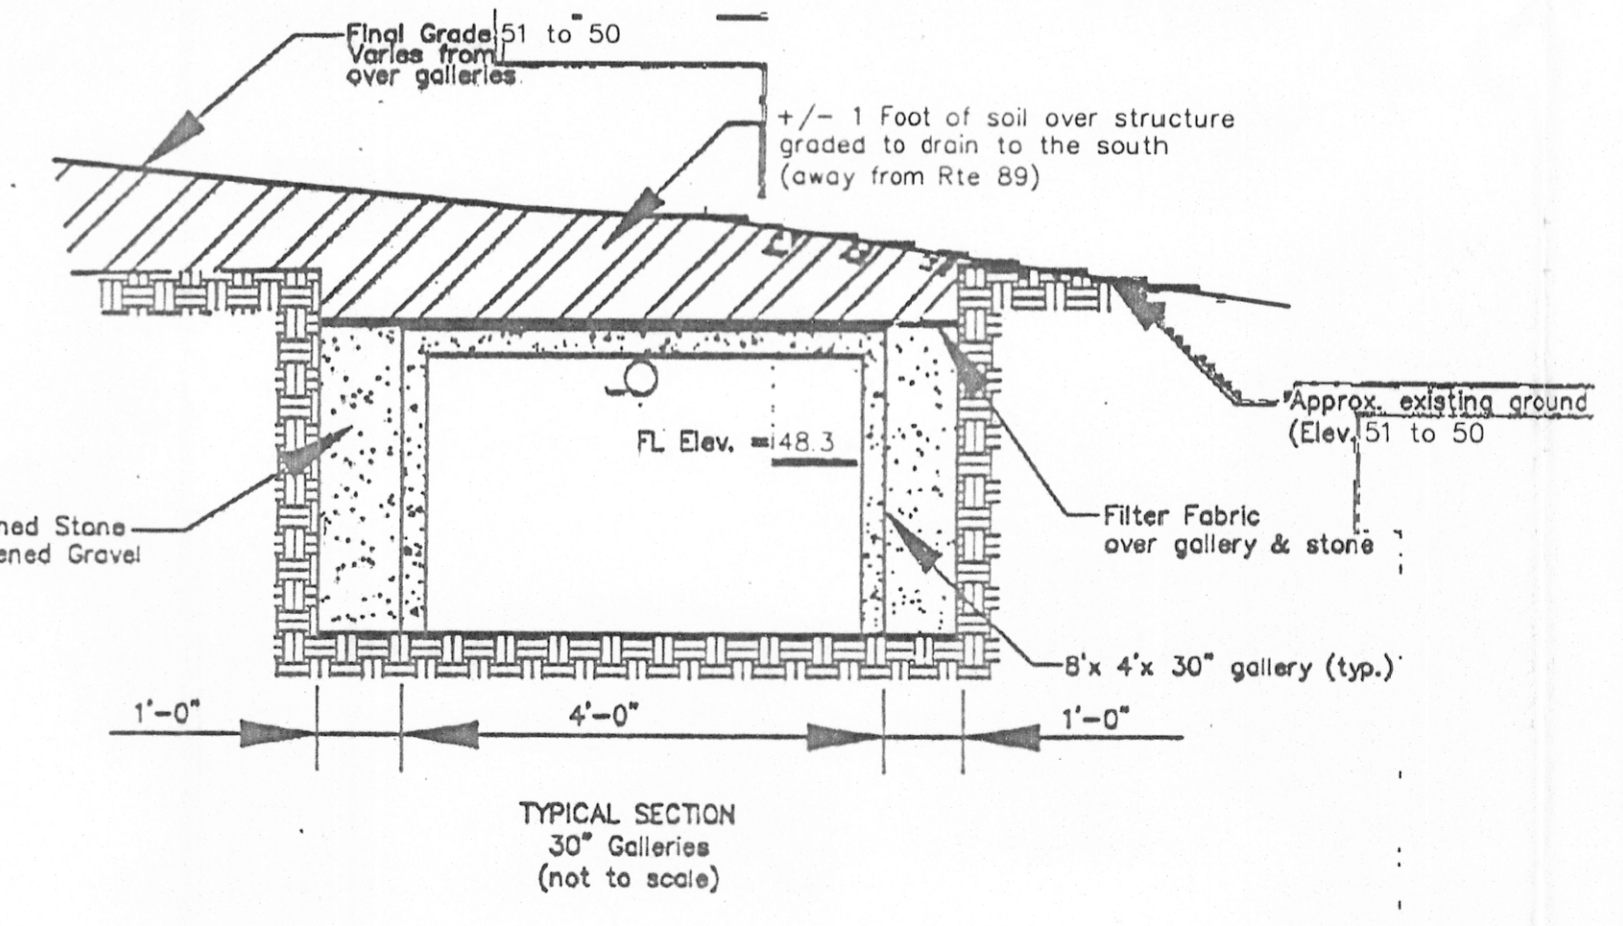 Final Grade 51 to 50
Varies from
over galleries
+/- 1 Foot of soil over structure
graded to drain to the south
(away from Rte 89)
FL Elev. = 48.3
Approx. existing ground
(Elev. 51 to 50
Stone
Gravel
Filter Fabric
over gallery & stone
8'x 4'x 30" gallery (typ.)
1'-0"
4'-0"
1'-0"
TYPICAL SECTION
30" Galleries
(not to scale)